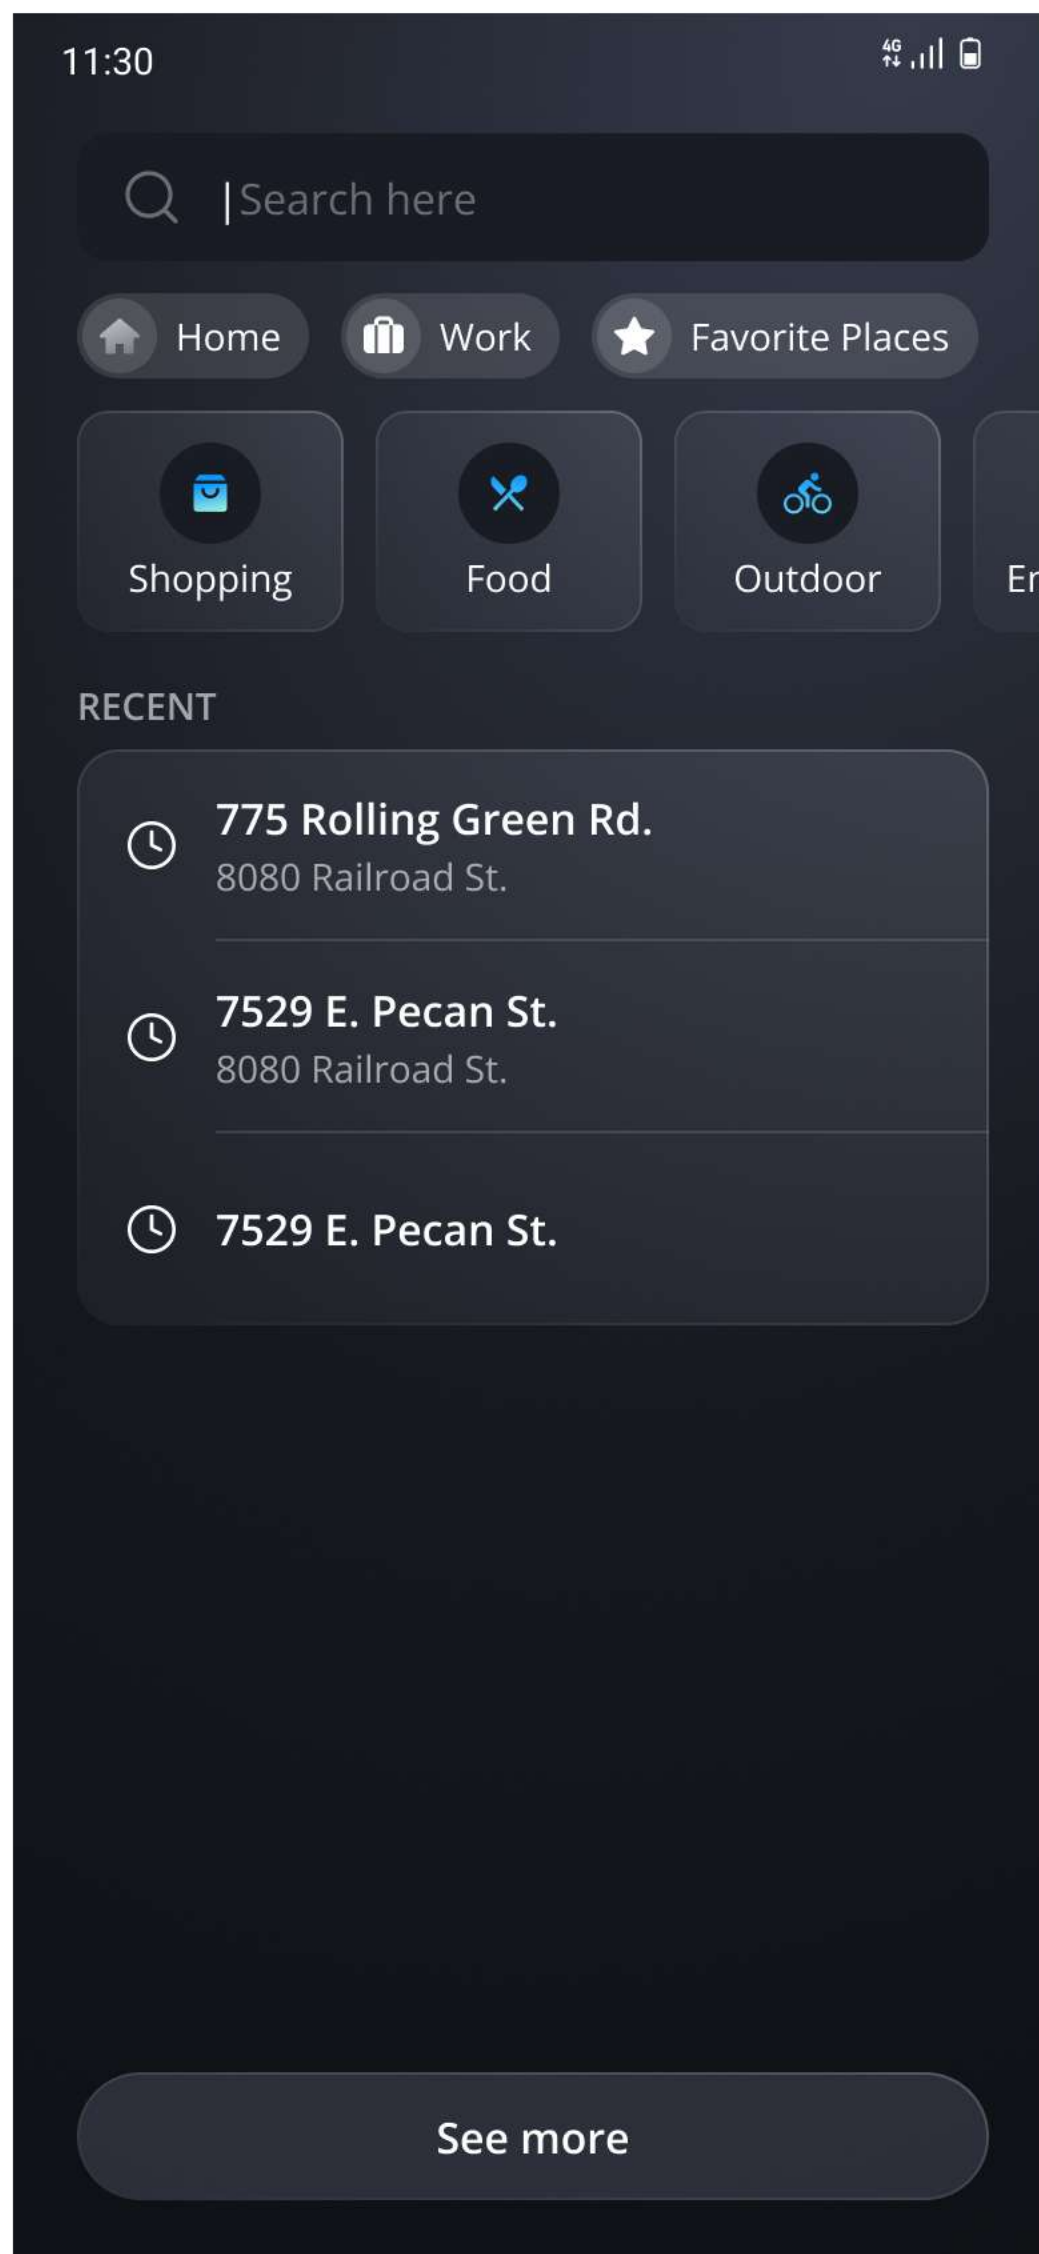 11:30 4G
Search here
Home Work Favorite Places
Shopping Food Outdoor Er
RECENT
775 Rolling Green Rd.
8080 Railroad St.
7529 E. Pecan St.
8080 Railroad St.
7529 E. Pecan St.
See more